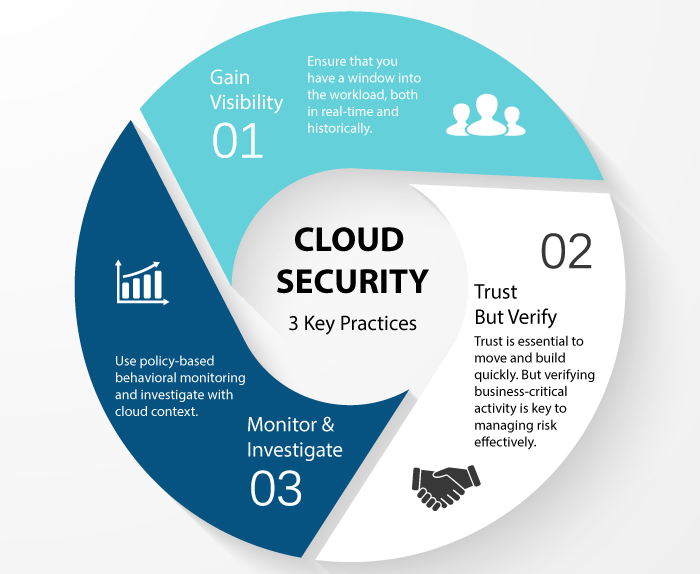 CLOUD
SECURITY
3 Key Practices
Gain
Visibility
01
Ensure that you
have a window into
the workload, both
in real-time and
historically.
02
Trust
But Verify
Trust is essential to
move and build
quickly. But verifying
business-critical
activity is key to
managing risk
effectively.
Use policy-based
behavioral monitoring
and investigate with
cloud context.
Monitor &
Investigate
03